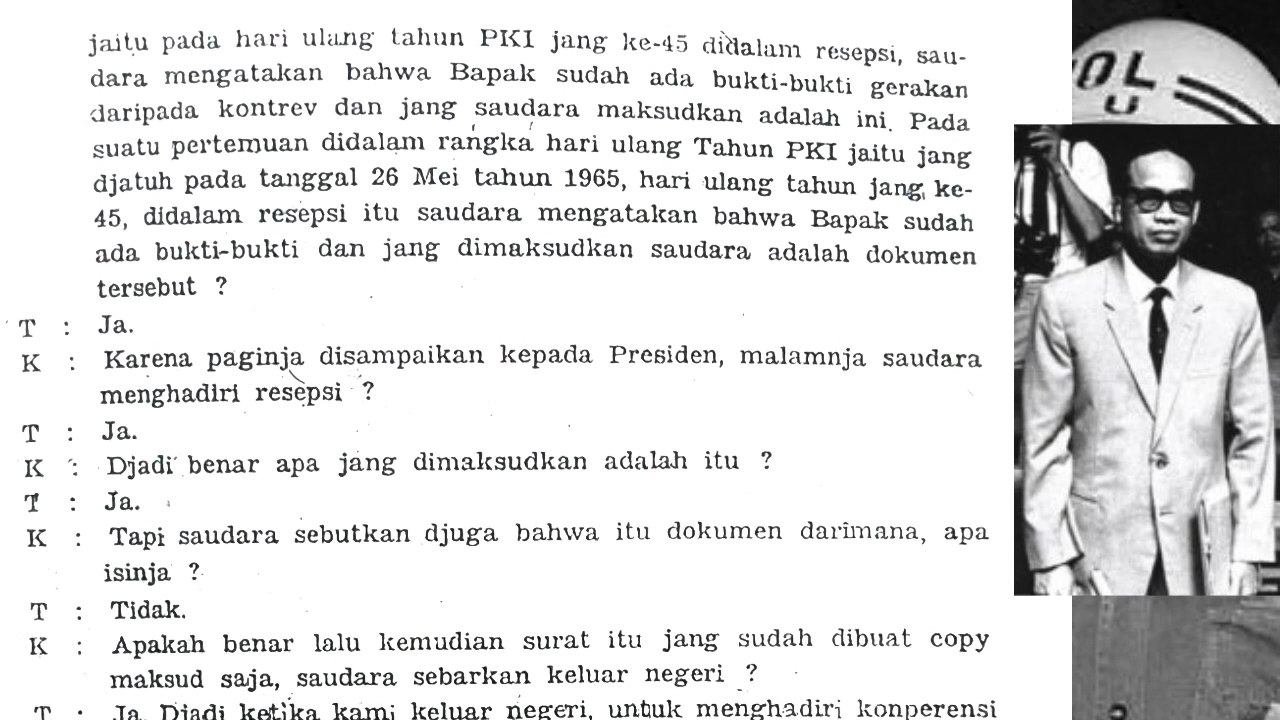 jaitu pada hari ulang tahun PKI jang ke-45 didalam resepsi, sau-
dara mengatakan bahwa Bapak sudah ada bukti-bukti gerakan
daripada kontrev dan jang saudara maksudkan adalah ini. Pada
suatu pertemuan didalam rangka hari ulang Tahun PKI jaitu jang
djatuh pada tanggal 26 Mei tahun 1965, hari ulang tahun jang ke-
45, didalam resepsi itu saudara mengatakan bahwa Bapak sudah
ada bukti-bukti dan jang dimaksudkan saudara adalah dokumen
tersebut ?
T : Ja.
K : Karena paginja disampaikan kepada Presiden, malamnja saudara
menghadiri resepsi ?
T : Ja.
K : Djadi benar apa jang dimaksudkan adalah itu ?
T : Ja.
K : Tapi saudara sebutkan djuga bahwa itu dokumen darimana, apa
isinja ?
T : Tidak.
K : Apakah benar lalu kemudian surat itu jang sudah dibuat copy
maksud saja, saudara sebarkan keluar negeri ?
T : Ja. Djadi ketika kami keluar negeri, untuk menghadiri konperensi
OL
U